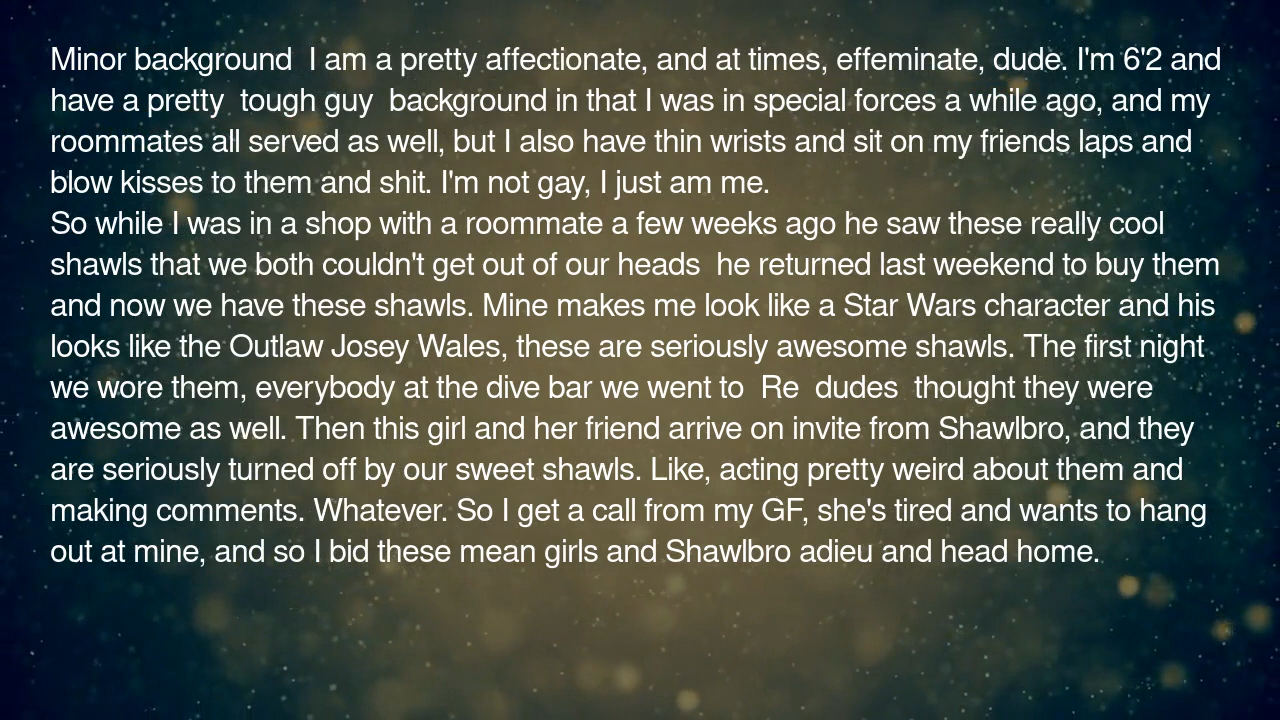 Minor background  I am a pretty affectionate, and at times, effeminate, dude. I'm 6'2 and
have a pretty  tough guy  background in that I was in special forces a while ago, and my
roommates all served as well, but I also have thin wrists and sit on my friends laps and
blow kisses to them and shit. I'm not gay, I just am me.
So while I was in a shop with a roommate a few weeks ago he saw these really cool
shawls that we both couldn't get out of our heads  he returned last weekend to buy them
and now we have these shawls. Mine makes me look like a Star Wars character and his
looks like the Outlaw Josey Wales, these are seriously awesome shawls. The first night
we wore them, everybody at the dive bar we went to  Re  dudes  thought they were
awesome as well. Then this girl and her friend arrive on invite from Shawlbro, and they
are seriously turned off by our sweet shawls. Like, acting pretty weird about them and
making comments. Whatever. So I get a call from my GF, she's tired and wants to hang
out at mine, and so I bid these mean girls and Shawlbro adieu and head home.